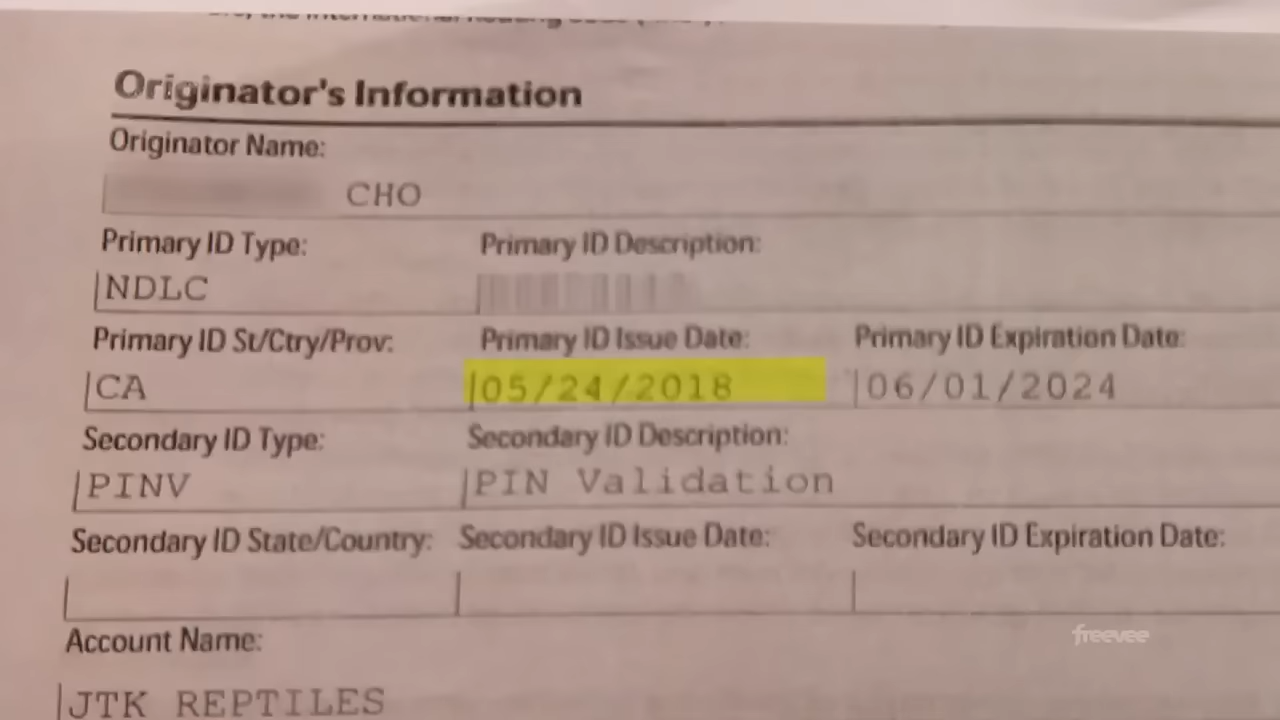 Originator's Information
Originator Name:
CHO
Primary ID Type: Primary ID Description:
NDLC
Primary ID St/Ctry/Prov: Primary ID Issue Date: Primary ID Expiration Date:
CA 05/24/2018 06/01/2024
Secondary ID Type: Secondary ID Description:
PINV PIN Validation
Secondary ID State/Country: Secondary ID Issue Date: Secondary ID Expiration Date:
Account Name:
freevee
JTK REPTILES